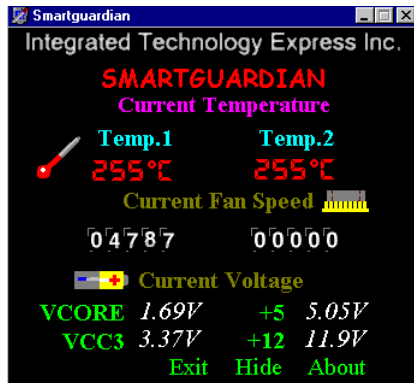 Smartguardian
Integrated Technology Express Inc.
SMARTGUARDIAN
Current Temperature
Temp.1 Temp.2
255°C 255°C
Current Fan Speed
04787 00000
Current Voltage
VCORE 1.69V +5 5.05V
VCC3 3.37V +12 11.9V
Exit Hide About